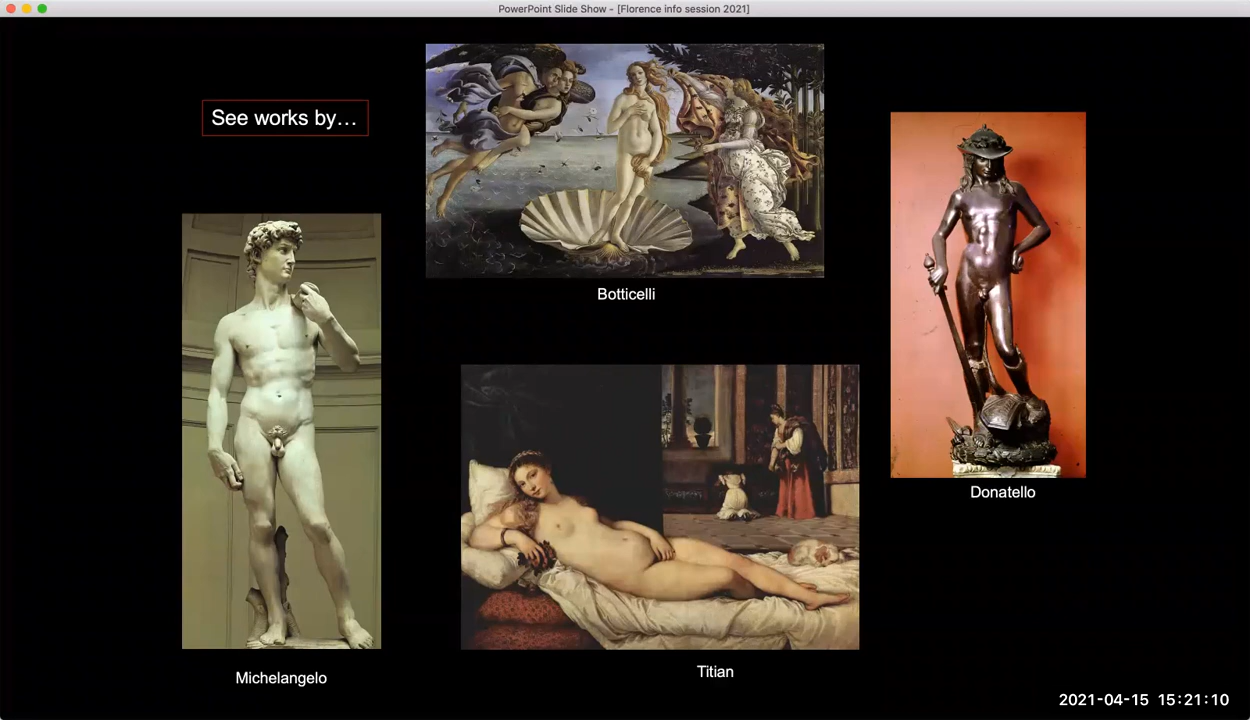 PowerPoint Slide Show - [Florence info session 2021]
See works by…
Botticelli
Donatello
Titian
Michelangelo
2021-04-15 15:21:10